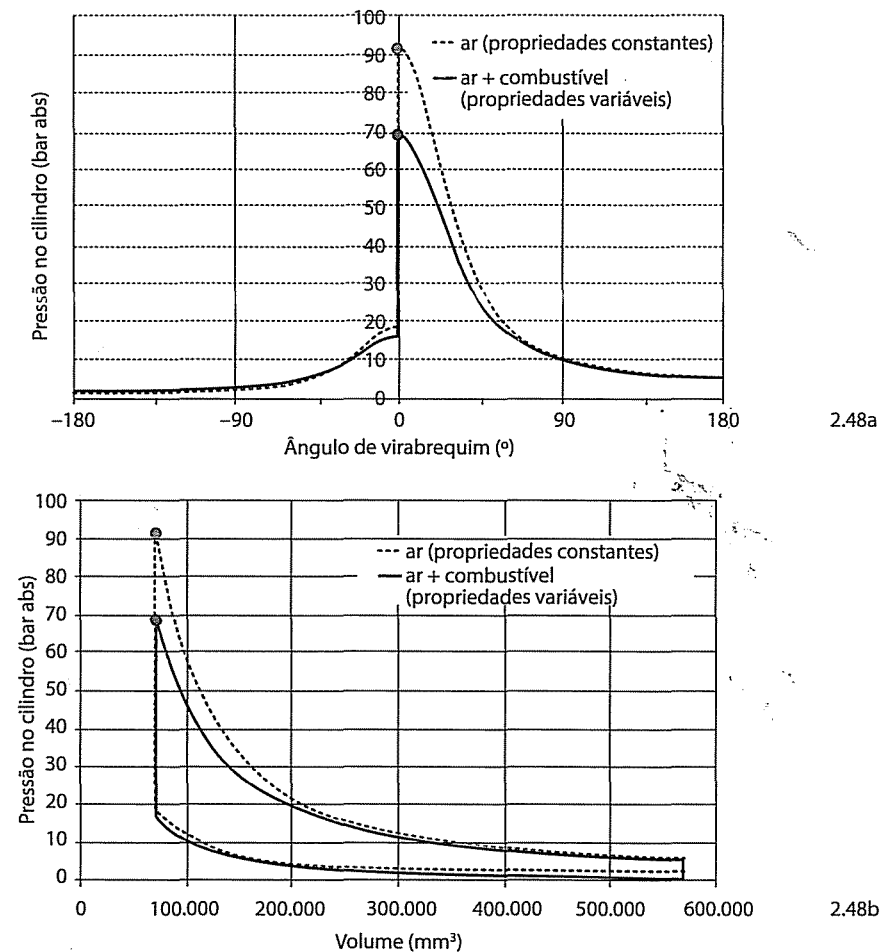 100
90
80
70
60
50
40
30
20
10
0
Pressão no cilindro (bar abs)
ar (propriedades constantes)
ar + combustível
(propriedades variáveis)
–180
–90
0
90
180
2.48a
Ângulo de virabrequim (º)
100
90
80
70
60
50
40
30
20
10
0
Pressão no cilindro (bar abs)
ar (propriedades constantes)
ar + combustível
(propriedades variáveis)
0
100.000
200.000
300.000
400.000
500.000
600.000
2.48b
Volume (mm³)